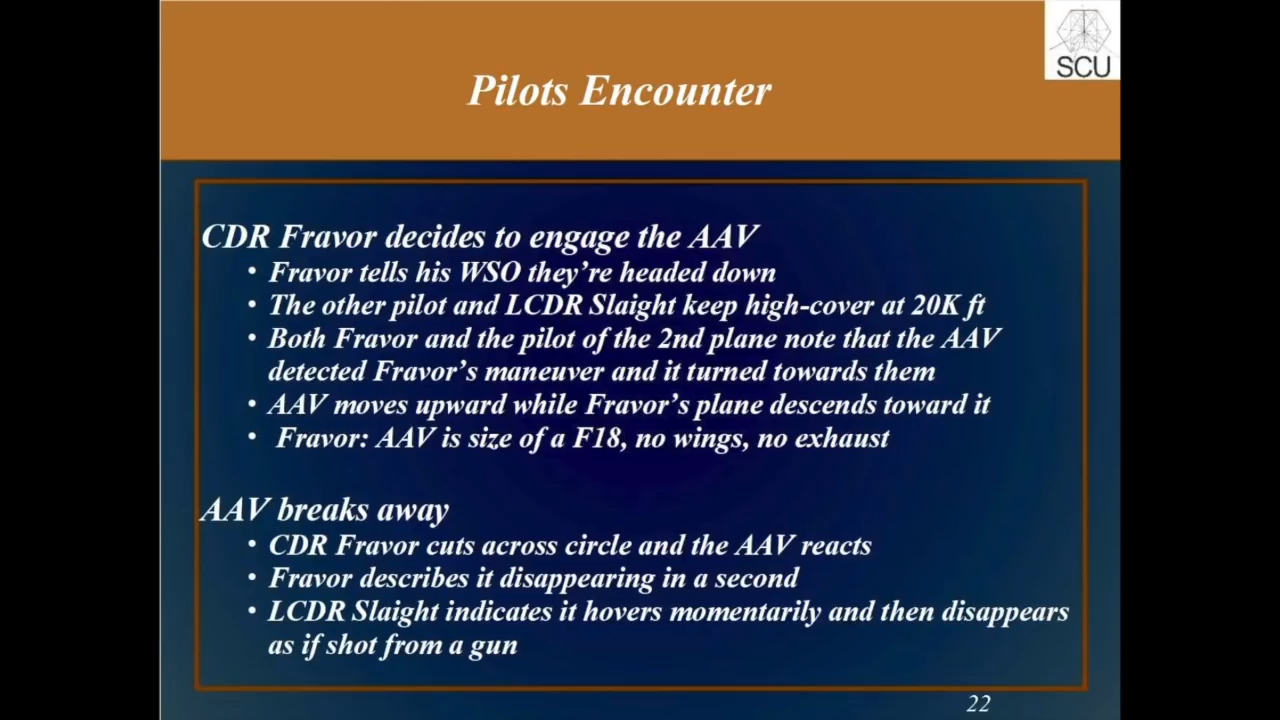 SCU
Pilots Encounter
CDR Fravor decides to engage the AAV
• Fravor tells his WSO they’re headed down
• The other pilot and LCDR Slaight keep high-cover at 20K ft
• Both Fravor and the pilot of the 2nd plane note that the AAV
detected Fravor’s maneuver and it turned towards them
• AAV moves upward while Fravor’s plane descends toward it
• Fravor: AAV is size of a F18, no wings, no exhaust
AAV breaks away
• CDR Fravor cuts across circle and the AAV reacts
• Fravor describes it disappearing in a second
• LCDR Slaight indicates it hovers momentarily and then disappears
as if shot from a gun
22